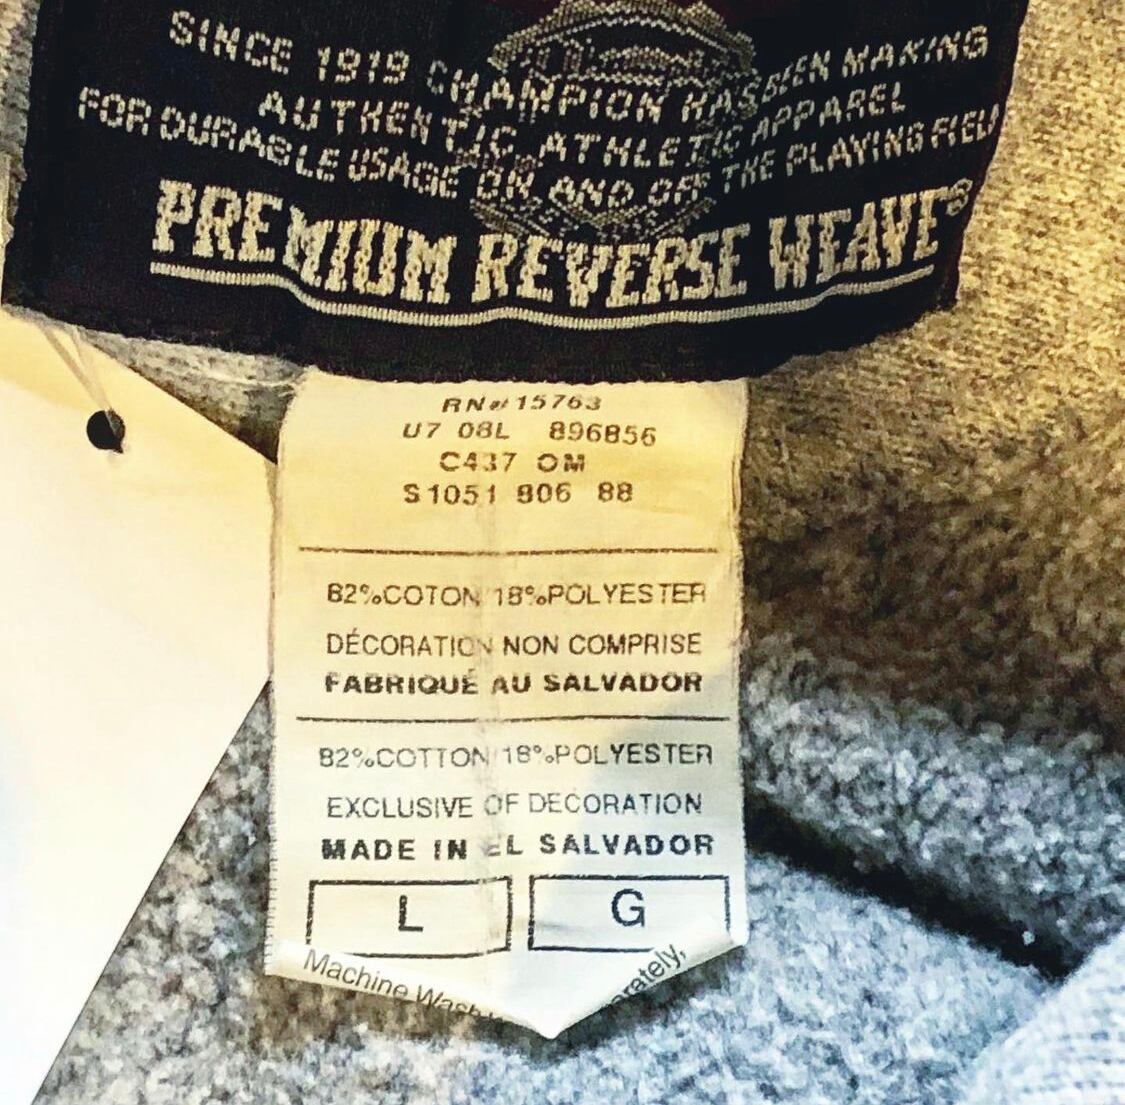 SINCE 1919 CHAMPION HAS BEEN MAKING
AUTHENTIC ATHLETIC APPAREL
FOR DURABLE USAGE ON AND OFF THE PLAYING FIELD
PREMIUM REVERSE WEAVE®
RN# 15763
U7 08L 896856
C437 OM
S1051 806 88
82%COTON 18%POLYESTER
DÉCORATION NON COMPRISE
FABRIQUÉ AU SALVADOR
82%COTTON 18%POLYESTER
EXCLUSIVE OF DECORATION
MADE IN EL SALVADOR
L G
Machine Wash